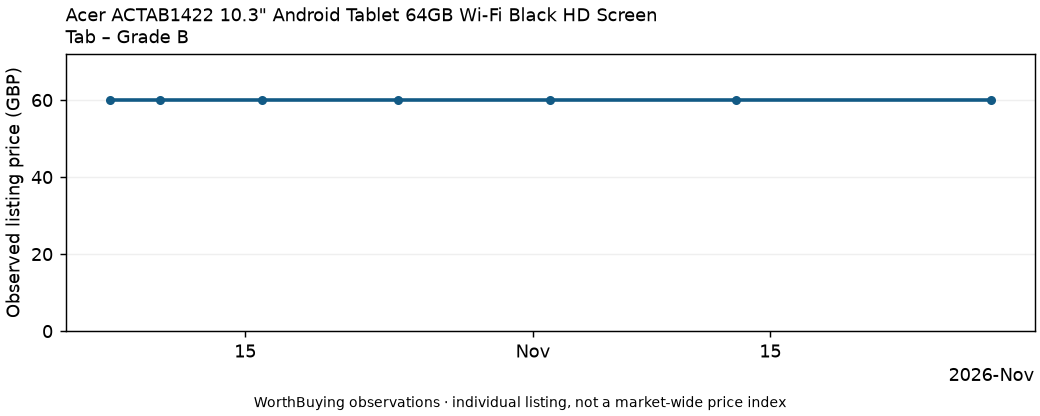 Acer ACTAB1422 10.3" Android Tablet 64GB Wi-Fi Black HD Screen
Tab – Grade B
Observed listing price (GBP)
60
40
20
0
15
Nov
15
2026-Nov
WorthBuying observations · individual listing, not a market-wide price index